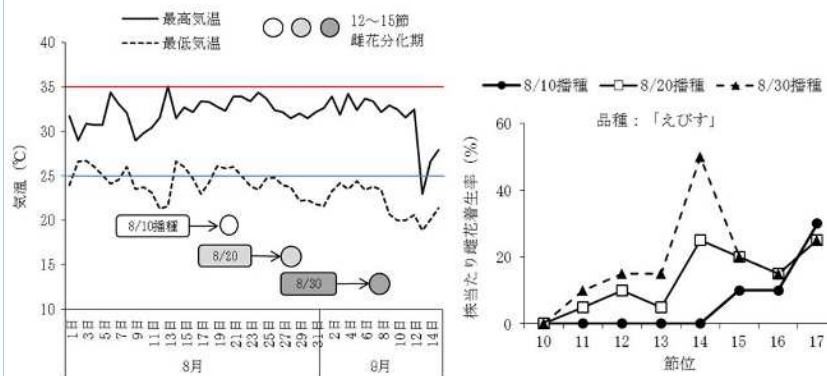 最高気温
最低気温
12～15節
雌花分化期
40
35
30
25
20
15
10
気温（℃）
8/10播種
8/20
8/30
1日
3日
5日
7日
9日
11日
13日
15日
17日
19日
21日
23日
25日
27日
29日
31日
2日
4日
6日
8日
10日
12日
14日
8月
9月
8/10播種
8/20播種
8/30播種
品種：「えびす」
60
40
20
0
株当たり雌花着生率（%）
10
11
12
13
14
15
16
17
節位